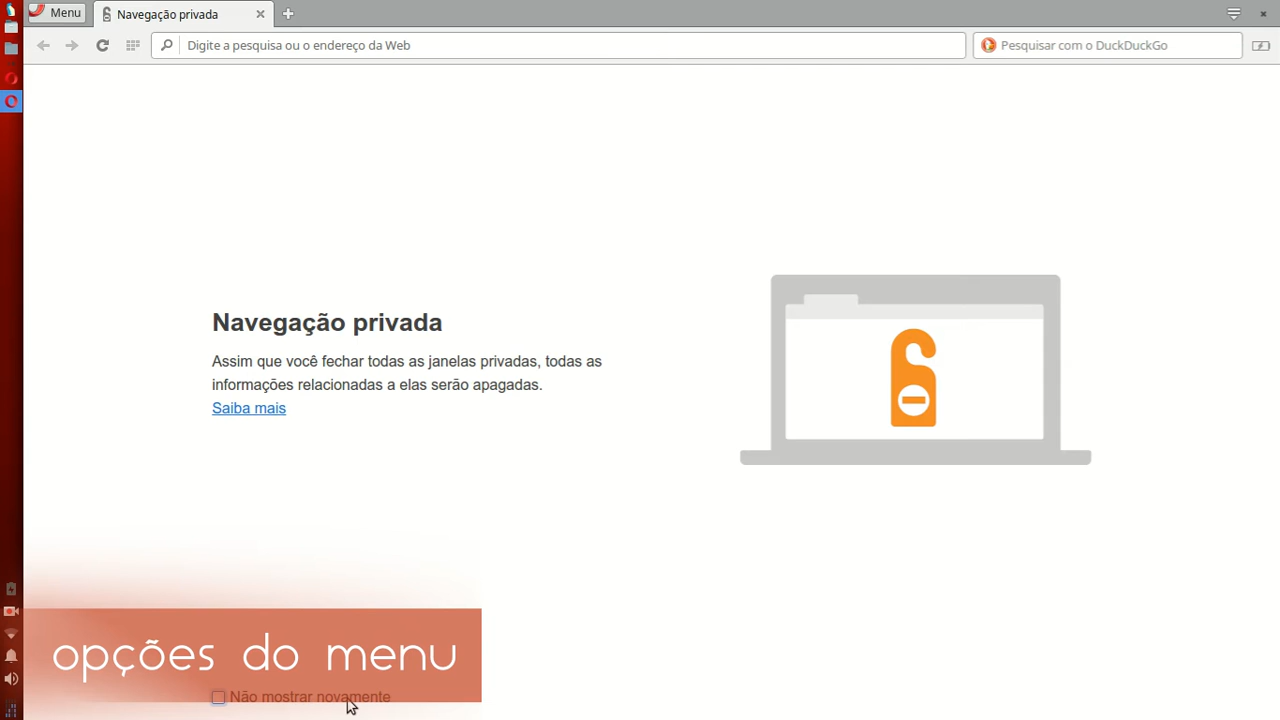 Menu
Navegação privada
Digite a pesquisa ou o endereço da Web
Pesquisar com o DuckDuckGo
Navegação privada
Assim que você fechar todas as janelas privadas, todas as
informações relacionadas a elas serão apagadas.
Saiba mais
opções do menu
Não mostrar novamente